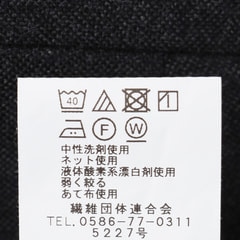 40
F W
中性洗剤使用
ネット使用
液体酸素系漂白剤使用
弱く絞る
あて布使用
繊維団体連合会
TEL.0586-77-0311
5227号